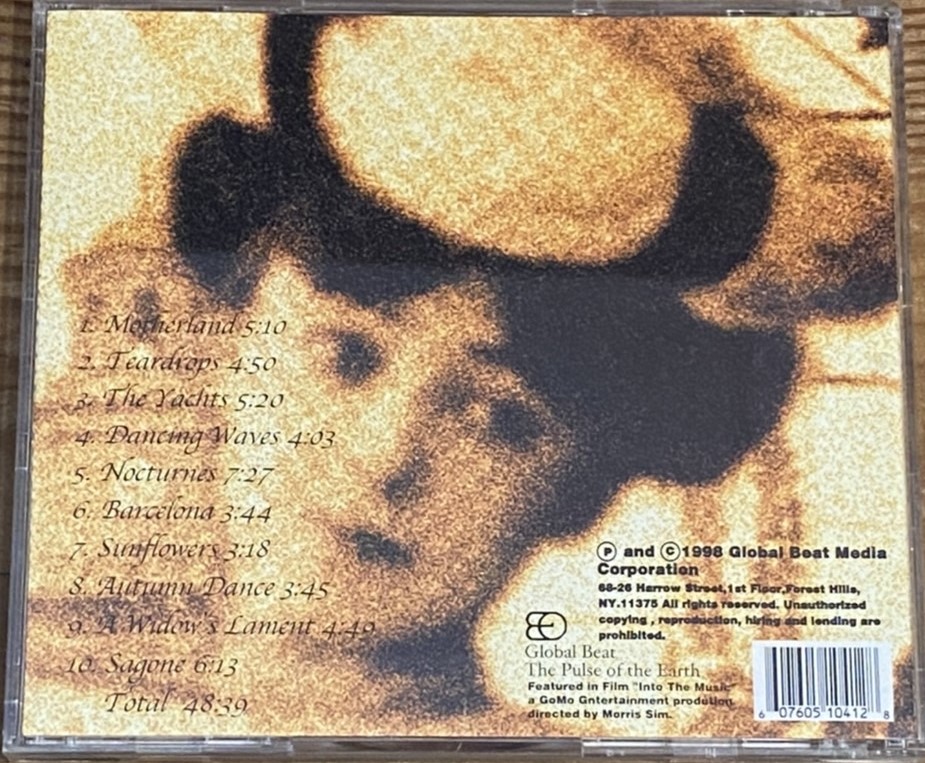 1. Motherland 5:10
2. Teardrops 4:50
3. The Yachts 5:20
4. Dancing Waves 4:03
5. Nocturnes 7:27
6. Barcelona 3:44
7. Sunflowers 3:18
8. Autumn Dance 3:45
9. A Widow's Lament 4:49
10. Sagone 6:13
Total 48:39
Ⓟ and ©1998 Global Beat Media
Corporation
68-26 Harrow Street,1st Floor,Forest Hills,
NY.11375 All rights reserved. Unauthorized
copying , reproduction, hiring and lending are
prohibited.
Global Beat
The Pulse of the Earth
Featured in Film "Into The Music"
a GoMo Gntertainment prodution
directed by Morris Sim.
6 07605 10412 8